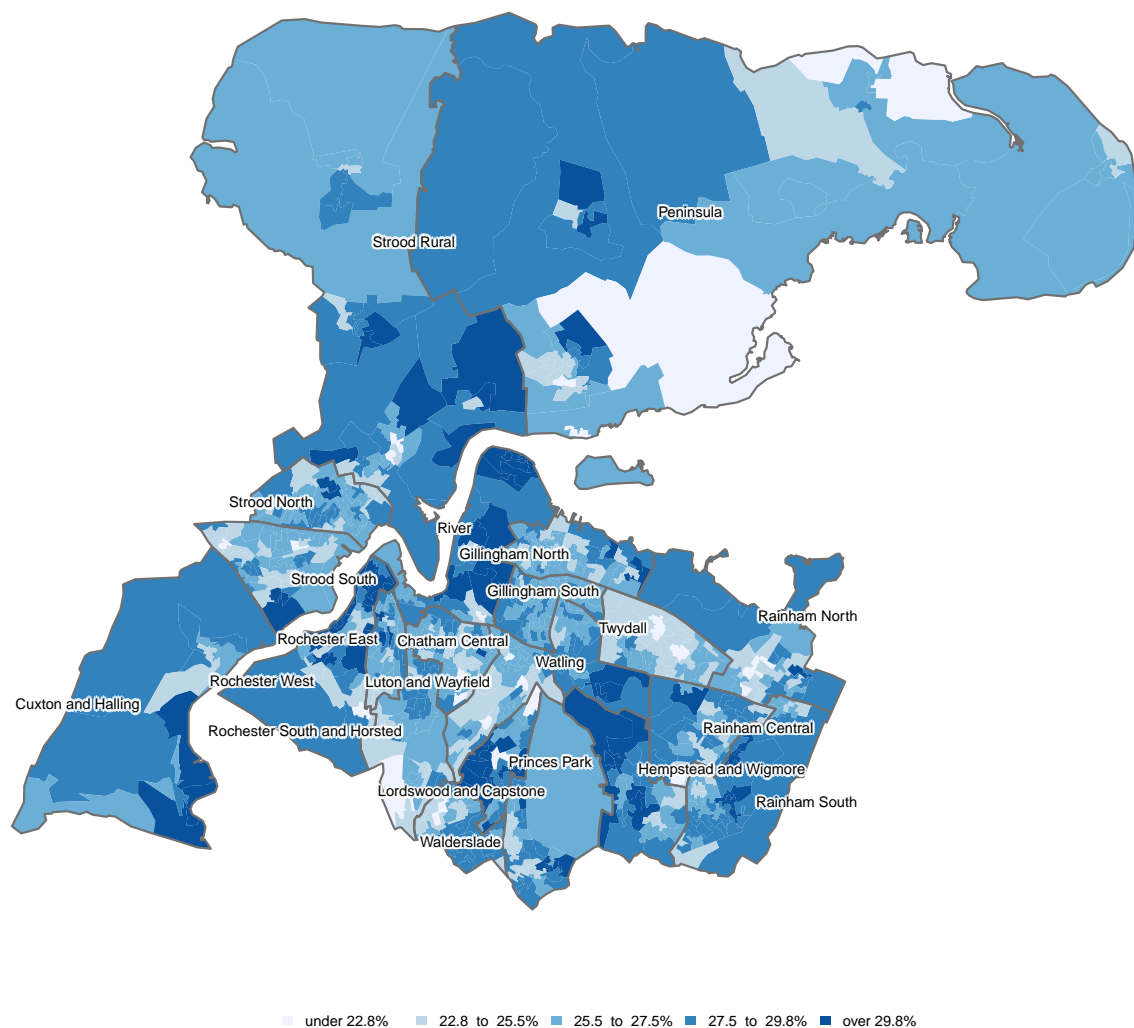 Peninsula
Strood Rural
Strood North
River
Gillingham North
Strood South
Gillingham South
Rainham North
Twydall
Rochester East
Chatham Central
Watling
Rochester West
Luton and Wayfield
Cuxton and Halling
Rochester South and Horsted
Rainham Central
Princes Park
Hempstead and Wigmore
Lordswood and Capstone
Rainham South
Walderslade
under 22.8% 22.8 to 25.5% 25.5 to 27.5% 27.5 to 29.8% over 29.8%